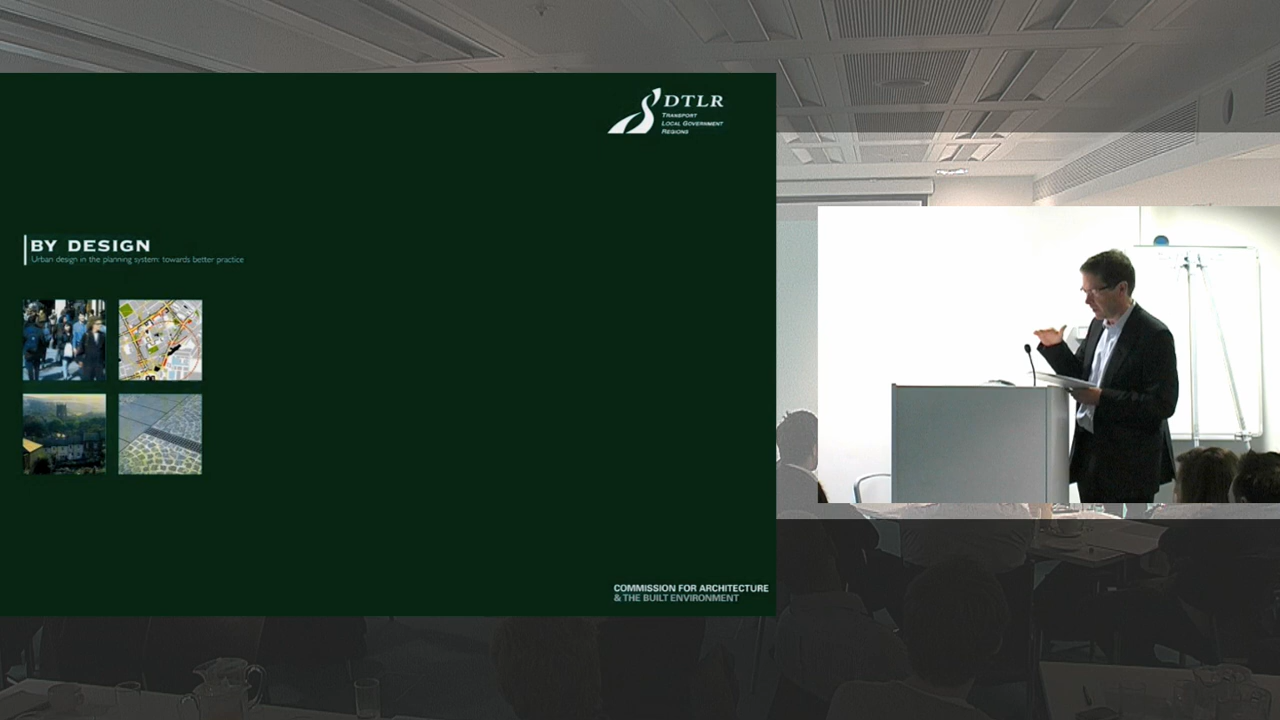 DTLR
TRANSPORT
LOCAL GOVERNMENT
REGIONS
BY DESIGN
Urban design in the planning system: towards better practice
COMMISSION FOR ARCHITECTURE
& THE BUILT ENVIRONMENT